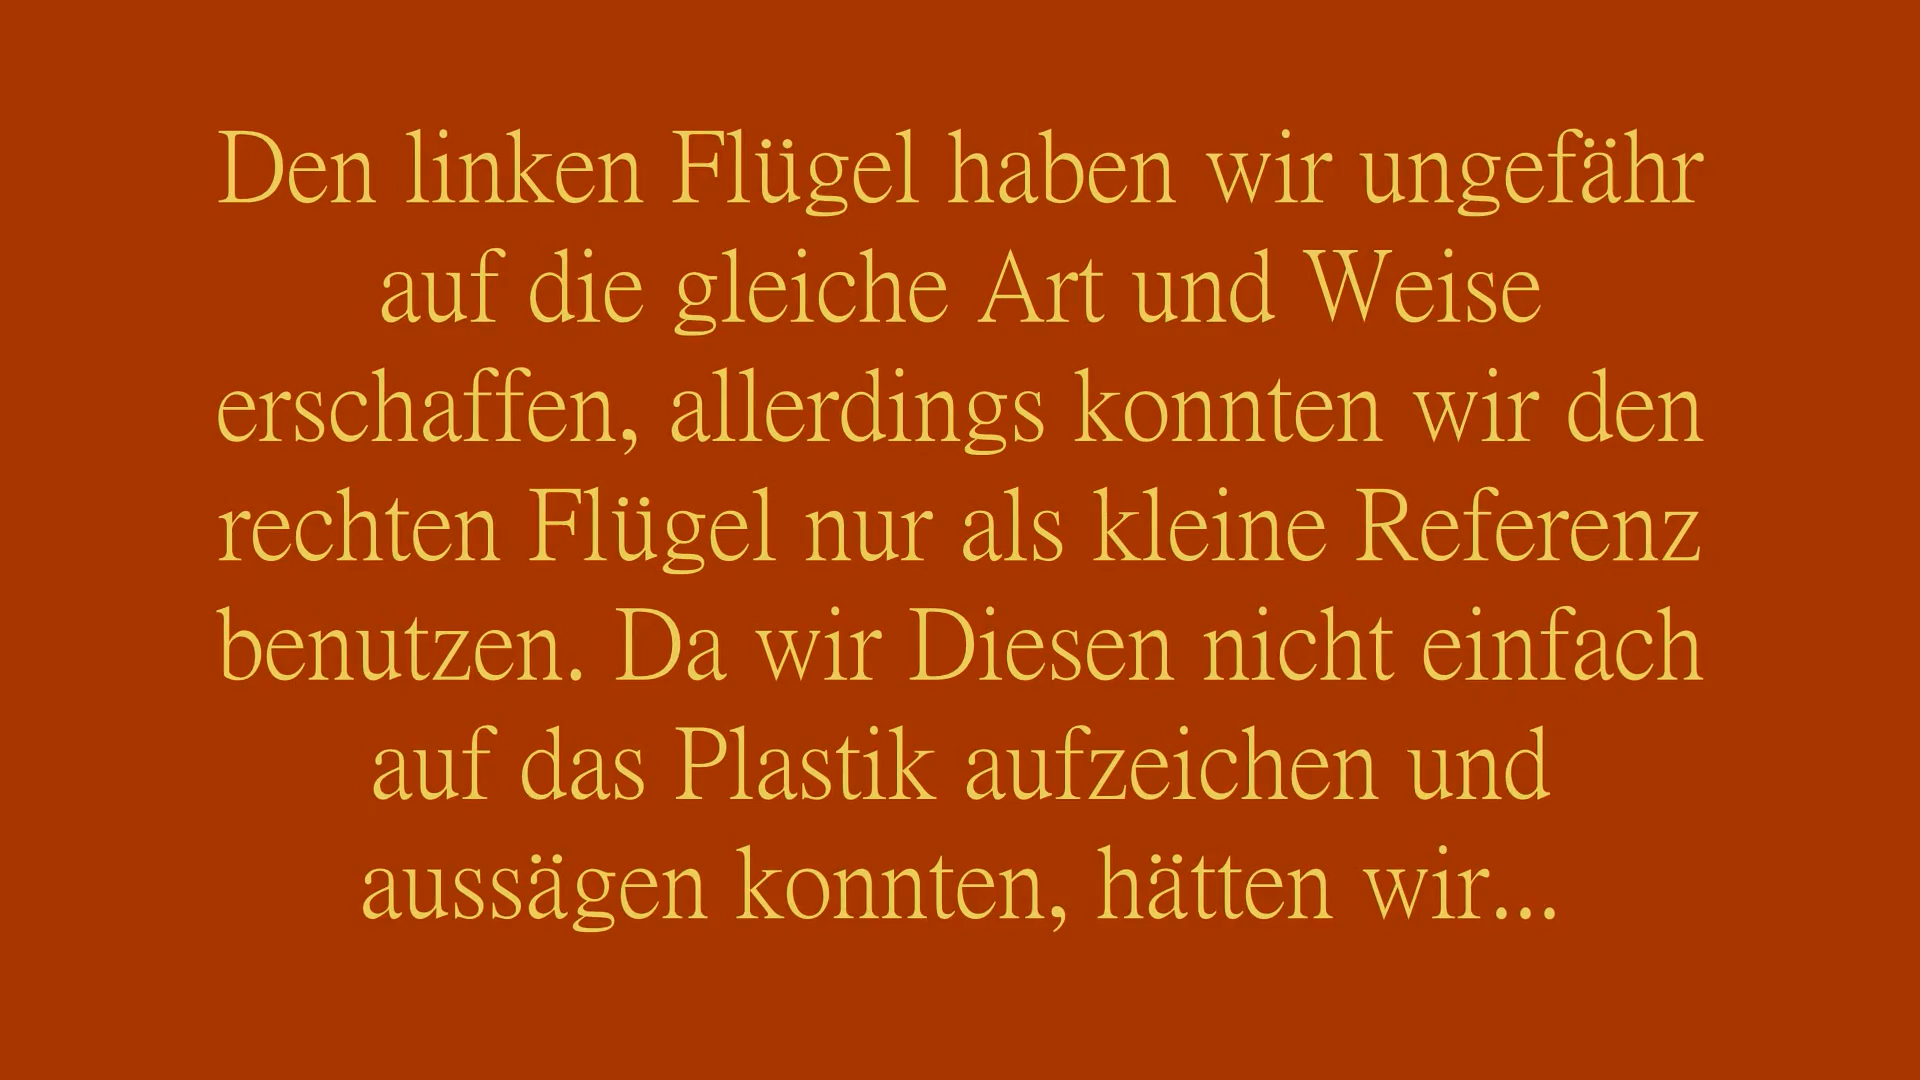 Den linken Flügel haben wir ungefähr
auf die gleiche Art und Weise
erschaffen, allerdings konnten wir den
rechten Flügel nur als kleine Referenz
benutzen. Da wir Diesen nicht einfach
auf das Plastik aufzeichen und
aussägen konnten, hätten wir...